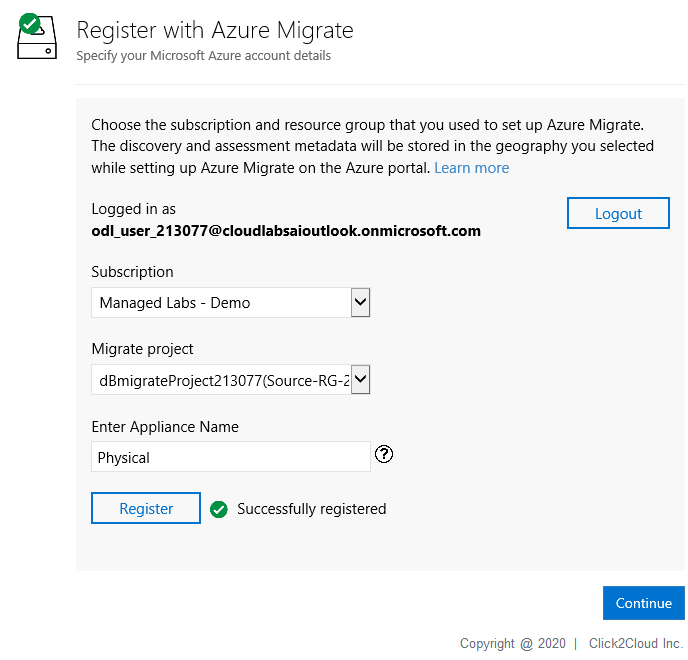 Register with Azure Migrate
Specify your Microsoft Azure account details
Choose the subscription and resource group that you used to set up Azure Migrate.
The discovery and assessment metadata will be stored in the geography you selected
while setting up Azure Migrate on the Azure portal. Learn more
Logged in as
Logout
odl_user_213077@cloudlabsaioutlook.onmicrosoft.com
Subscription
Managed Labs - Demo
Migrate project
dBmigrateProject213077(Source-RG-2
Enter Appliance Name
Physical
?
Register
Successfully registered
Continue
Copyright @ 2020 | Click2Cloud Inc.